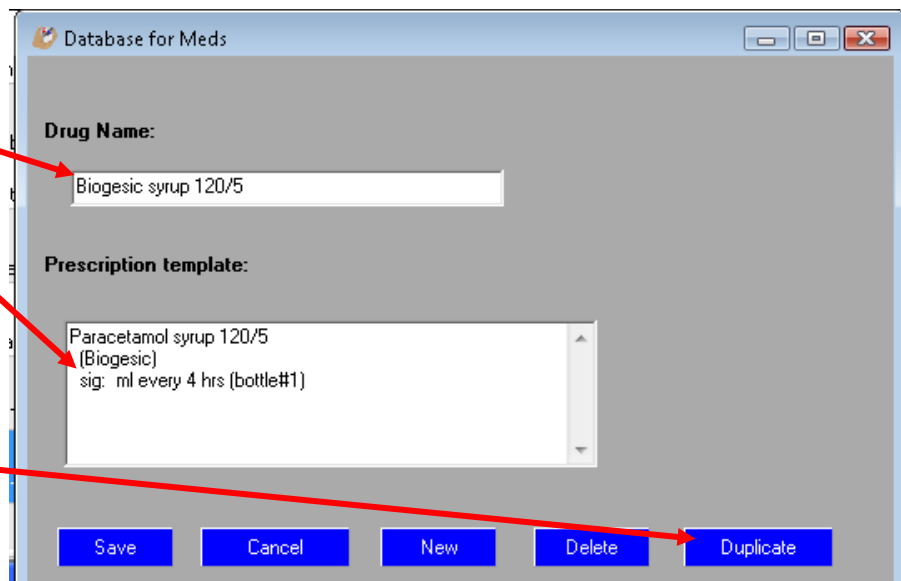 Database for Meds
Drug Name:
Biogesic syrup 120/5
Prescription template:
Paracetamol syrup 120/5
(Biogesic)
sig:  ml every 4 hrs (bottle#1)
Save Cancel New Delete Duplicate